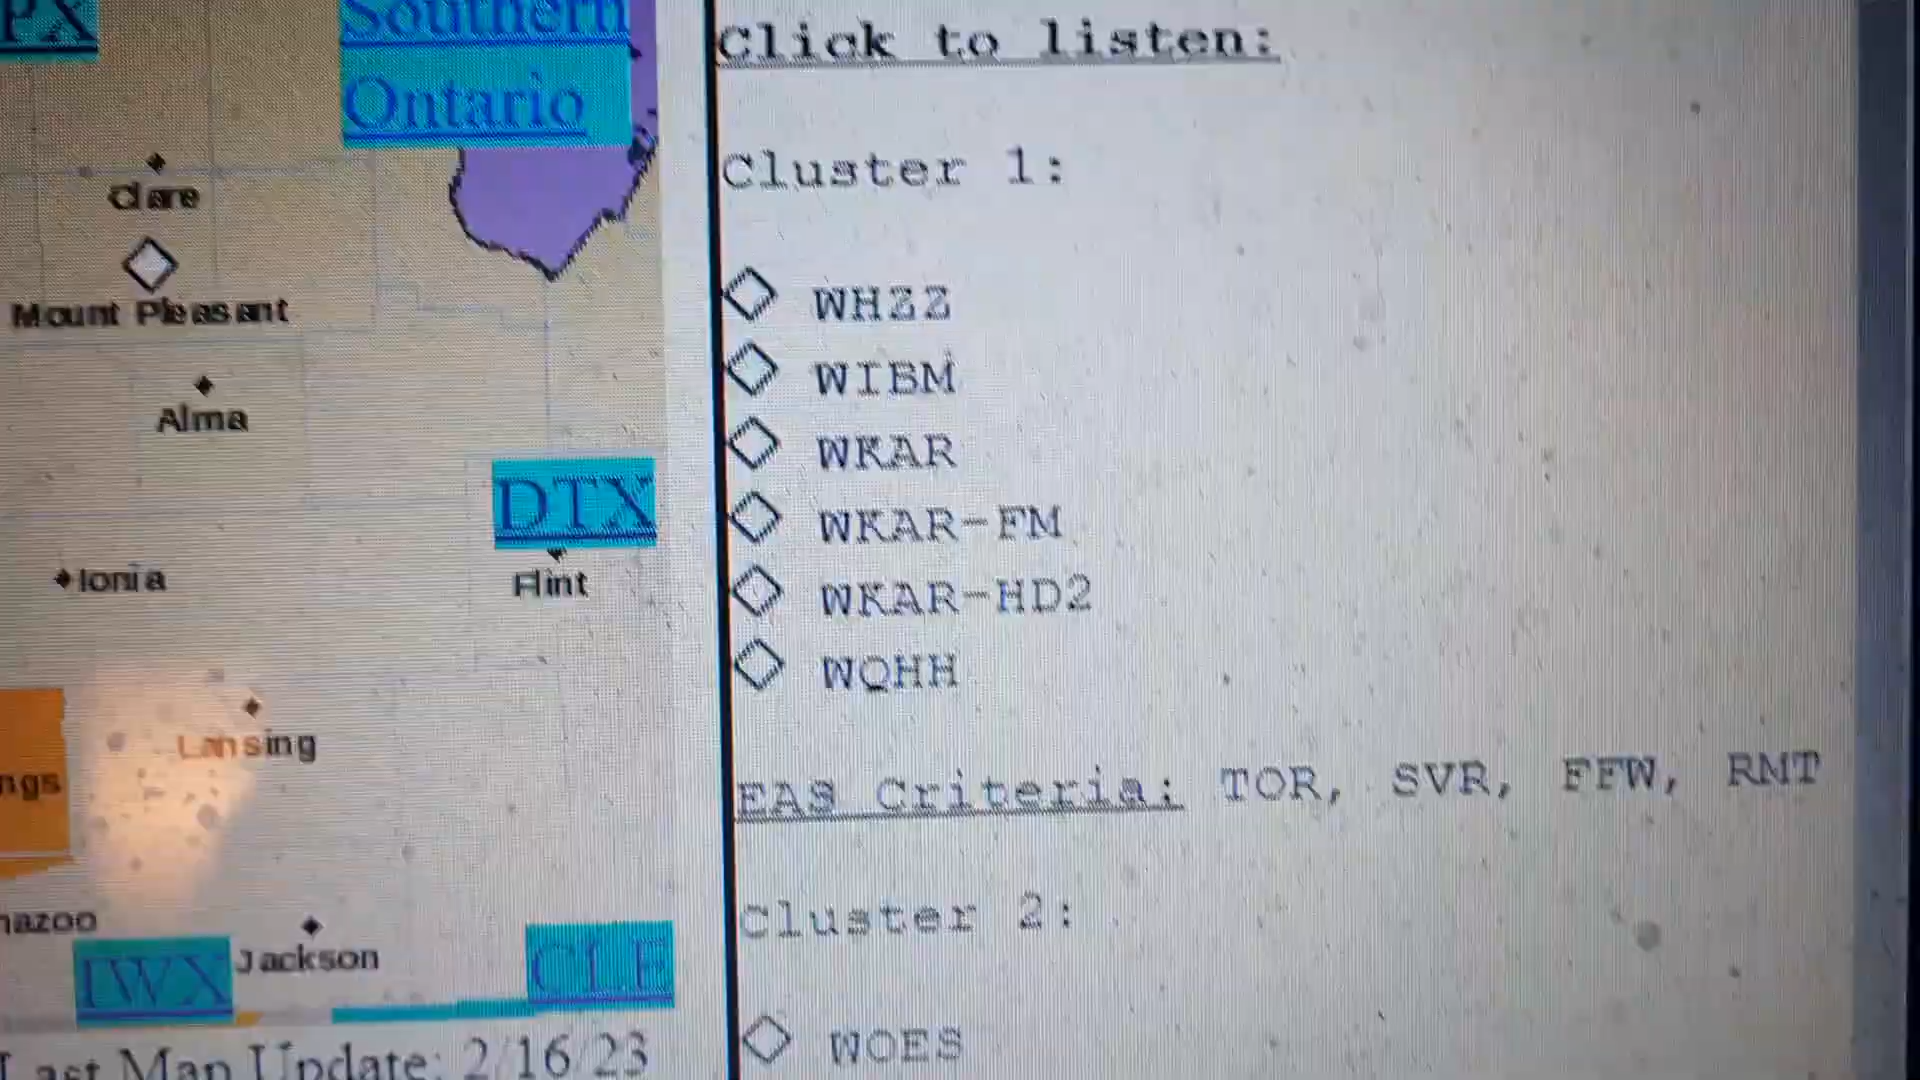 PX
Southern
Ontario
Clare
Mount Pleasant
Alma
DTX
Ionia
Flint
Lansing
ngs
mazoo
IWX
Jackson
CLE
Last Map Update: 2/16/23
Click to listen:
Cluster 1:
WHZZ
WIBM
WKAR
WKAR-FM
WKAR-HD2
WQHH
EAS Criteria: TOR, SVR, FFW, RMT
Cluster 2:
WOES